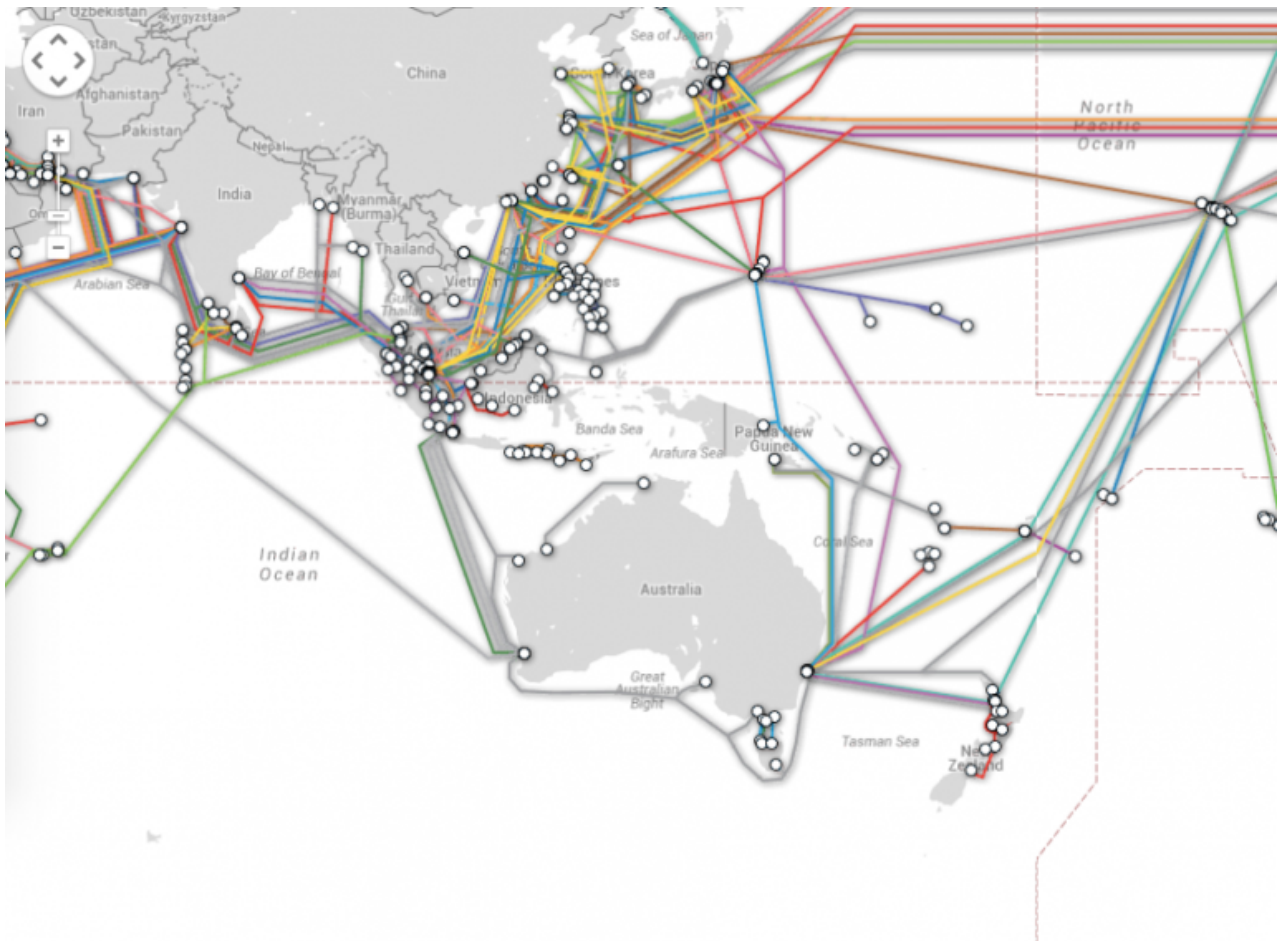 Uzbekistan
Kyrgyzstan
Sea of Japan
China
Afghanistan
Iran
Pakistan
Nepal
North
Pacific
Ocean
India
Myanmar
(Burma)
Thailand
Bay of Bengal
Arabian Sea
+
Indonesia
Banda Sea
Arafura Sea
Papua New
Guinea
Coral Sea
Indian
Ocean
Australia
Great
Australian
Bight
Tasman Sea
New
Zealand